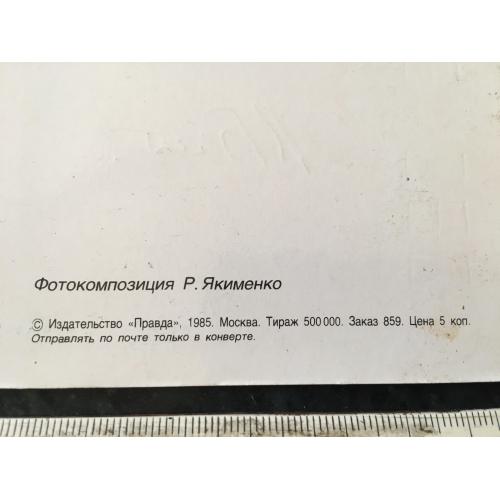 Фотокомпозиция Р. Якименко
© Издательство «Правда», 1985. Москва. Тираж 500 000. Заказ 859. Цена 5 коп.
Отправлять по почте только в конверте.